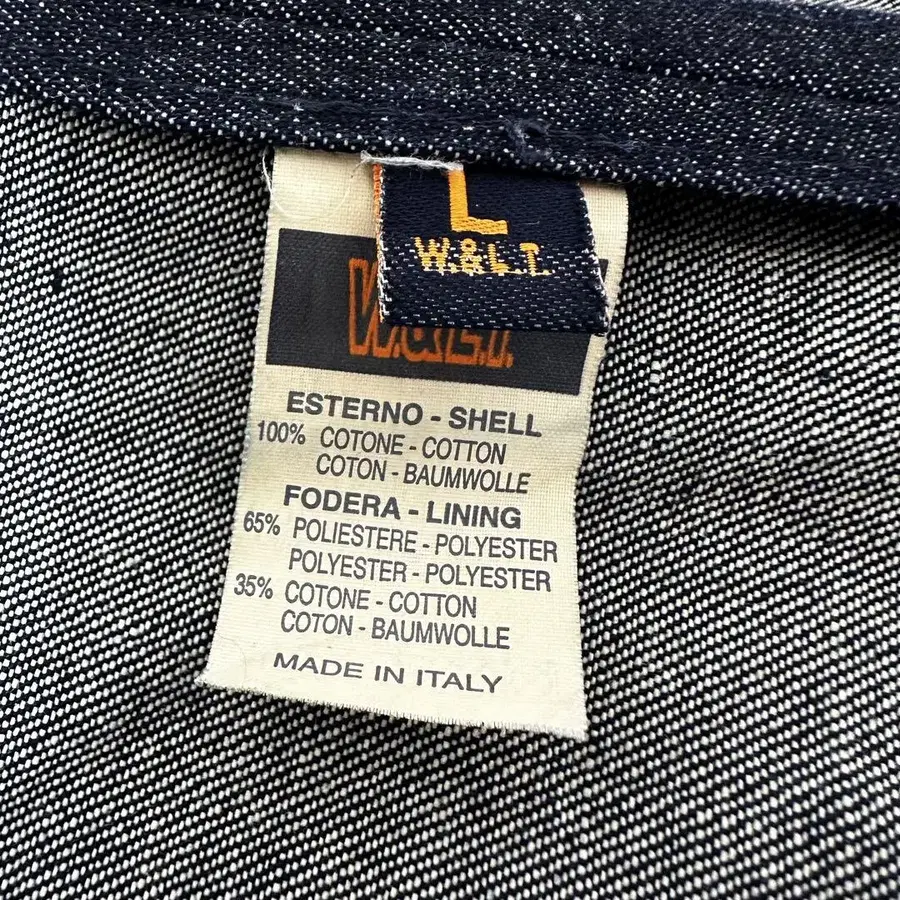 L
W.&L.T.
W.&L.T.
ESTERNO - SHELL
100% COTONE - COTTON
COTON - BAUMWOLLE
FODERA - LINING
65% POLIESTERE - POLYESTER
POLYESTER - POLYESTER
35% COTONE - COTTON
COTON - BAUMWOLLE
MADE IN ITALY